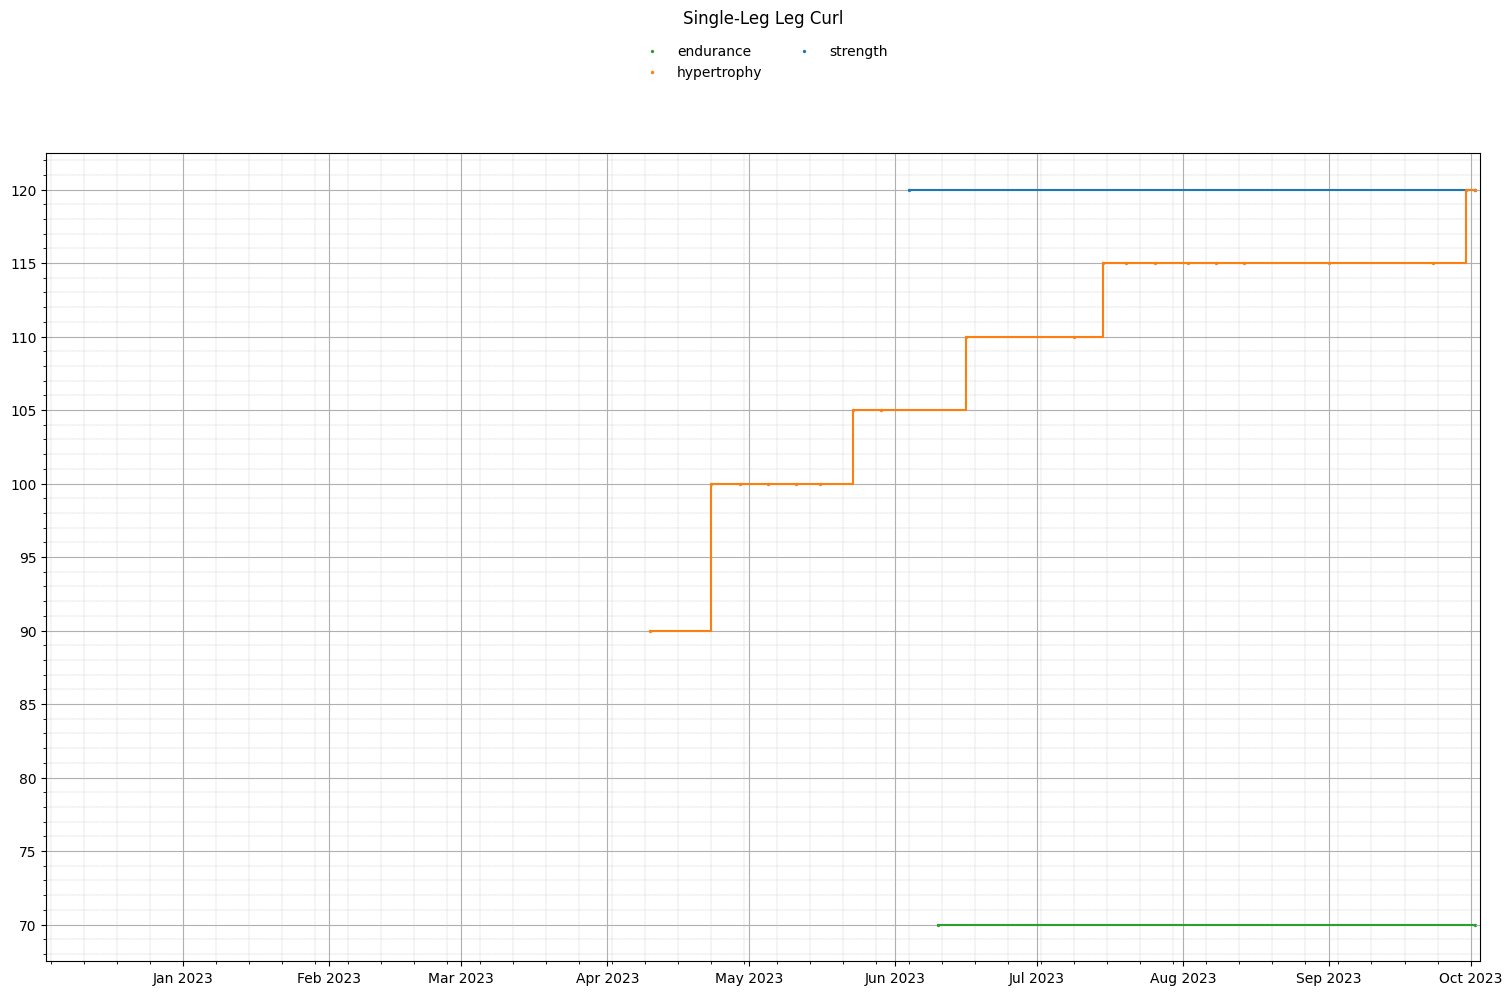 Single-Leg Leg Curl
endurance
hypertrophy
strength
120
115
110
105
100
95
90
85
80
75
70
Jan 2023
Feb 2023
Mar 2023
Apr 2023
May 2023
Jun 2023
Jul 2023
Aug 2023
Sep 2023
Oct 2023